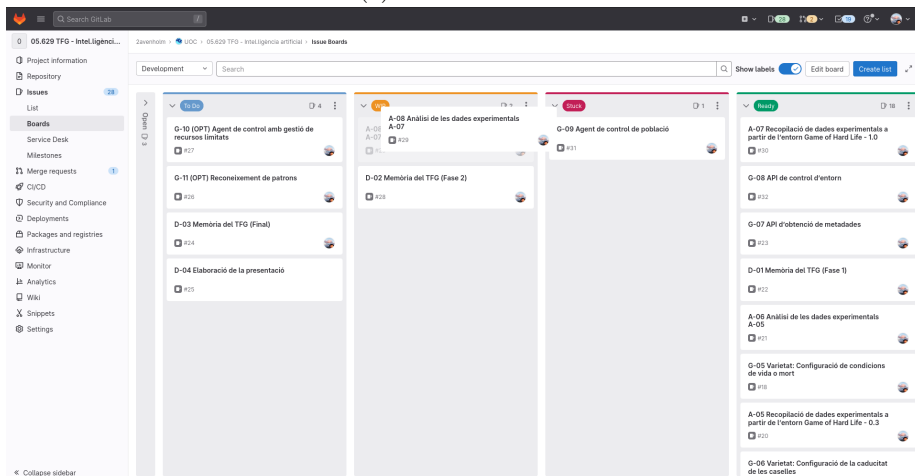 Search GitLab
/
28
2
19
0 05.629 TFG - Intel.ligènci...
Project information
Repository
Issues 28
List
Boards
Service Desk
Milestones
Merge requests 1
CI/CD
Security and Compliance
Deployments
Packages and registries
Infrastructure
Monitor
Analytics
Wiki
Snippets
Settings
Collapse sidebar
2avenholm > UOC > 05.629 TFG - Intel.ligència artificial > Issue Boards
Development
Search
Show labels
Edit board
Create list
Open 3
To Do 4
G-10 (OPT) Agent de control amb gestió de
recursos limitats
#27
G-11 (OPT) Reconeixement de patrons
#26
D-03 Memòria del TFG (Final)
#24
D-04 Elaboració de la presentació
#25
A-08 Anàlisi de les dades experimentals
A-07
#29
D-02 Memòria del TFG (Fase 2)
#28
Stuck 1
G-09 Agent de control de població
#31
Ready 18
A-07 Recopilació de dades experimentals a
partir de l'entorn Game of Hard Life - 1.0
#30
G-08 API de control d'entorn
#32
G-07 API d'obtenció de metadades
#23
D-01 Memòria del TFG (Fase 1)
#22
A-06 Anàlisi de les dades experimentals
A-05
#21
G-05 Varietat: Configuració de condicions
de vida o mort
#18
A-05 Recopilació de dades experimentals a
partir de l'entorn Game of Hard Life - 0.3
#20
G-06 Varietat: Configuració de la caducitat
de les caselles